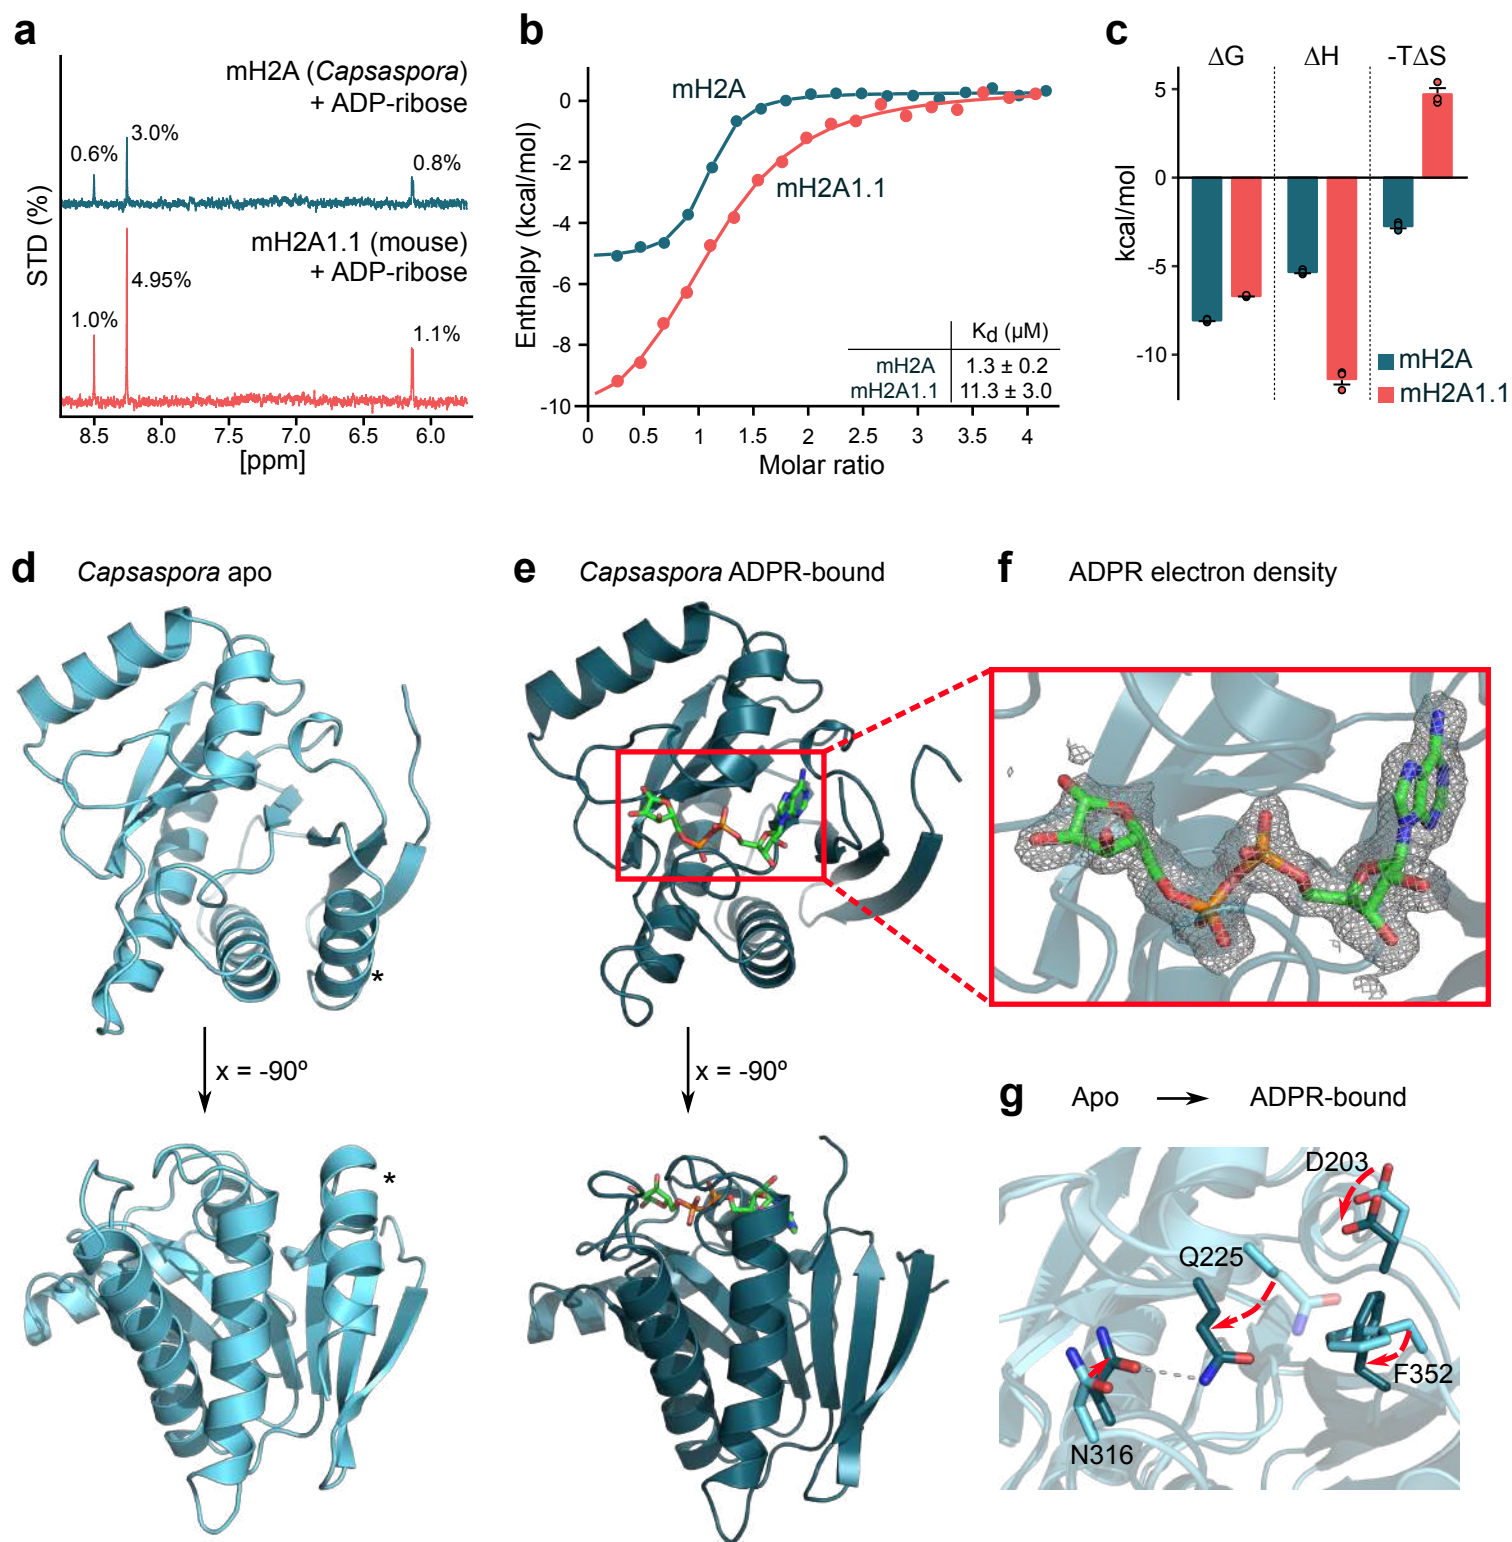 a
mH2A (Capsaspora)
+ ADP-ribose
3.0%
0.6%
0.8%
mH2A1.1 (mouse)
+ ADP-ribose
4.95%
1.0%
1.1%
STD (%)
8.5 8.0 7.5 7.0 6.5 6.0
[ppm]
b
mH2A
mH2A1.1
Enthalpy (kcal/mol)
0
-2
-4
-6
-8
-10
Kd (µM)
mH2A 1.3 ± 0.2
mH2A1.1 11.3 ± 3.0
0 0.5 1 1.5 2 2.5 3 3.5 4
Molar ratio
c
ΔG ΔH -TΔS
kcal/mol
5
0
-5
-10
mH2A
mH2A1.1
d Capsaspora apo
*
x = -90º
*
e Capsaspora ADPR-bound
x = -90º
f ADPR electron density
g Apo ADPR-bound
D203
Q225
F352
N316